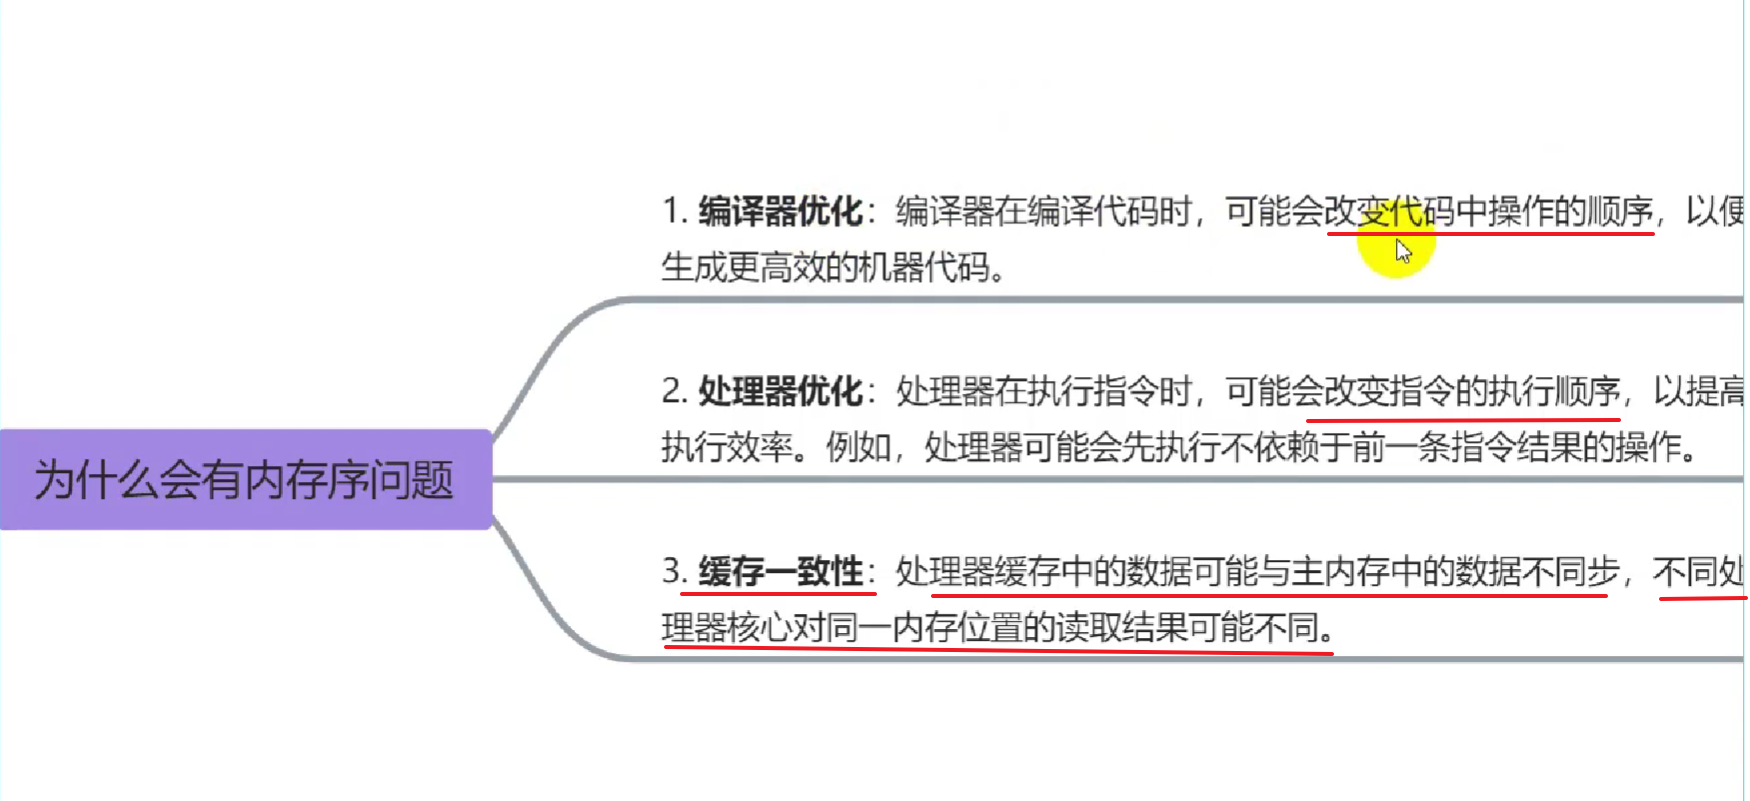 1. 编译器优化：编译器在编译代码时，可能会改变代码中操作的顺序，以便
生成更高效的机器代码。
2. 处理器优化：处理器在执行指令时，可能会改变指令的执行顺序，以提高
执行效率。例如，处理器可能会先执行不依赖于前一条指令结果的操作。
为什么会有内存序问题
3. 缓存一致性：处理器缓存中的数据可能与主内存中的数据不同步，不同处
理器核心对同一内存位置的读取结果可能不同。